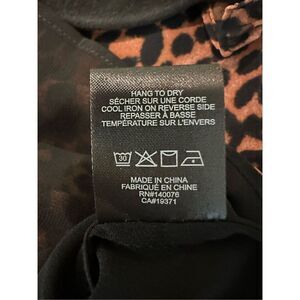 HANG TO DRY
SÉCHER SUR UNE CORDE
COOL IRON ON REVERSE SIDE
REPASSER À BASSE
TEMPÉRATURE SUR L'ENVERS
30
MADE IN CHINA
FABRIQUÉ EN CHINE
RN#140076
CA#19371